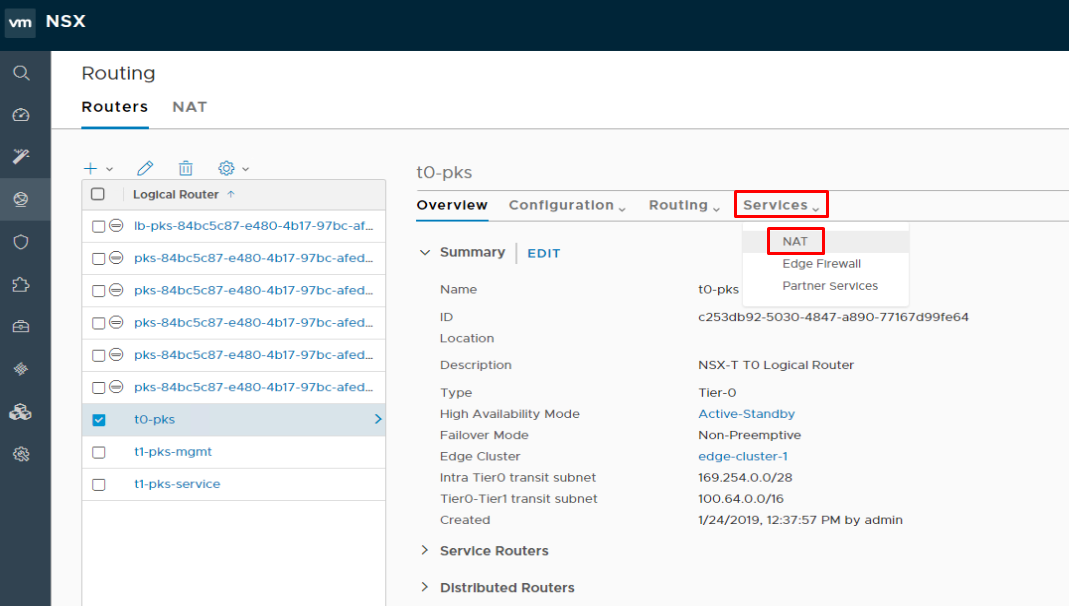 vm NSX
Routing
Routers NAT
Logical Router
lb-pks-84bc5c87-e480-4b17-97bc-af...
pks-84bc5c87-e480-4b17-97bc-afed...
pks-84bc5c87-e480-4b17-97bc-afed...
pks-84bc5c87-e480-4b17-97bc-afed...
pks-84bc5c87-e480-4b17-97bc-afed...
pks-84bc5c87-e480-4b17-97bc-afed...
t0-pks
t1-pks-mgmt
t1-pks-service
t0-pks
Overview Configuration Routing Services
NAT
Edge Firewall
Partner Services
Summary EDIT
Name t0-pks
ID c253db92-5030-4847-a890-77167d99fe64
Location
Description NSX-T T0 Logical Router
Type Tier-0
High Availability Mode Active-Standby
Failover Mode Non-Preemptive
Edge Cluster edge-cluster-1
Intra Tier0 transit subnet 169.254.0.0/28
Tier0-Tier1 transit subnet 100.64.0.0/16
Created 1/24/2019, 12:37:57 PM by admin
Service Routers
Distributed Routers